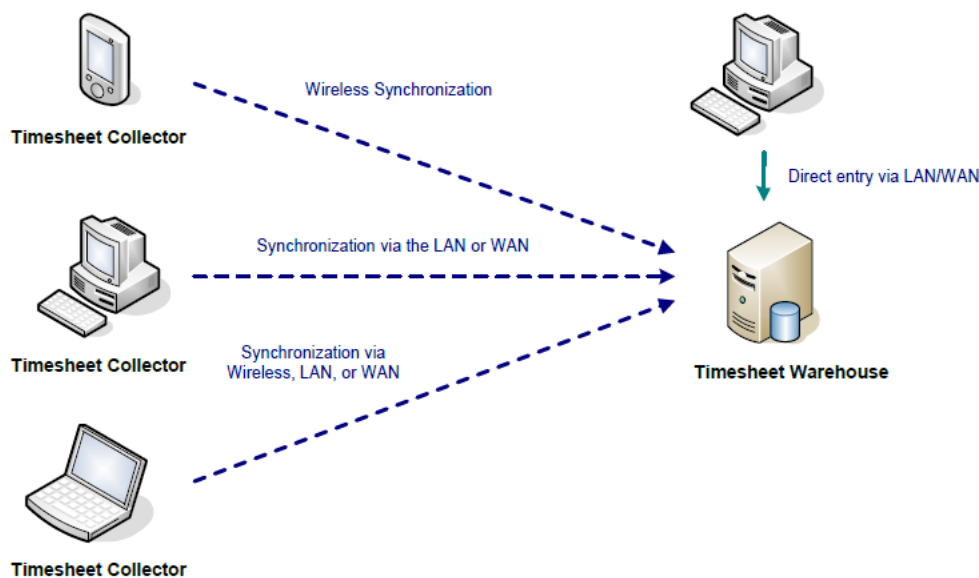 Wireless Synchronization
Timesheet Collector
Direct entry via LAN/WAN
Synchronization via the LAN or WAN
Timesheet Collector
Synchronization via
Wireless, LAN, or WAN
Timesheet Warehouse
Timesheet Collector